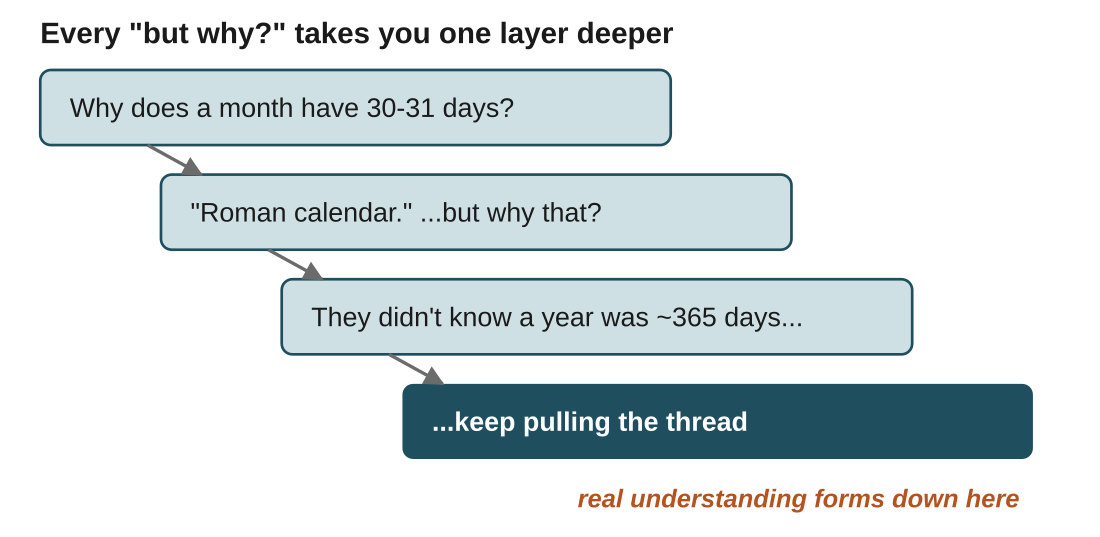 Every "but why?" takes you one layer deeper
Why does a month have 30-31 days?
"Roman calendar." ...but why that?
They didn't know a year was ~365 days...
...keep pulling the thread
real understanding forms down here